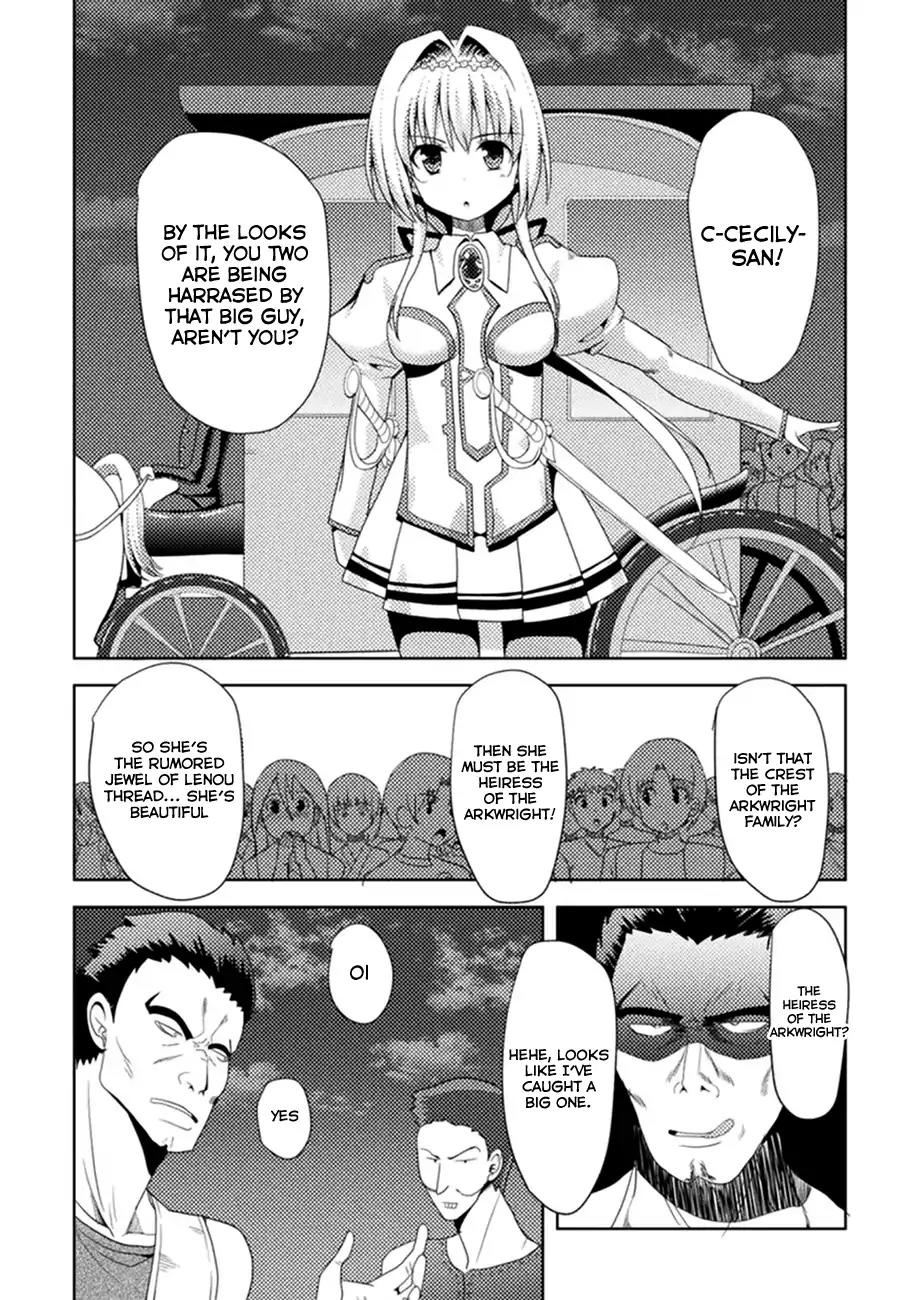 C-CECILY-
SAN!
BY THE LOOKS
OF IT, YOU TWO
ARE BEING
HARRASED BY
THAT BIG GUY,
AREN'T YOU?
ISN'T THAT
THE CREST
OF THE
ARKWRIGHT
FAMILY?
THEN SHE
MUST BE THE
HEIRESS
OF THE
ARKWRIGHT!
SO SHE'S
THE RUMORED
JEWEL OF LENOU
THREAD... SHE'S
BEAUTIFUL
THE
HEIRESS
OF THE
ARKWRIGHT?
HEHE, LOOKS
LIKE I'VE
CAUGHT A
BIG ONE.
OI
YES